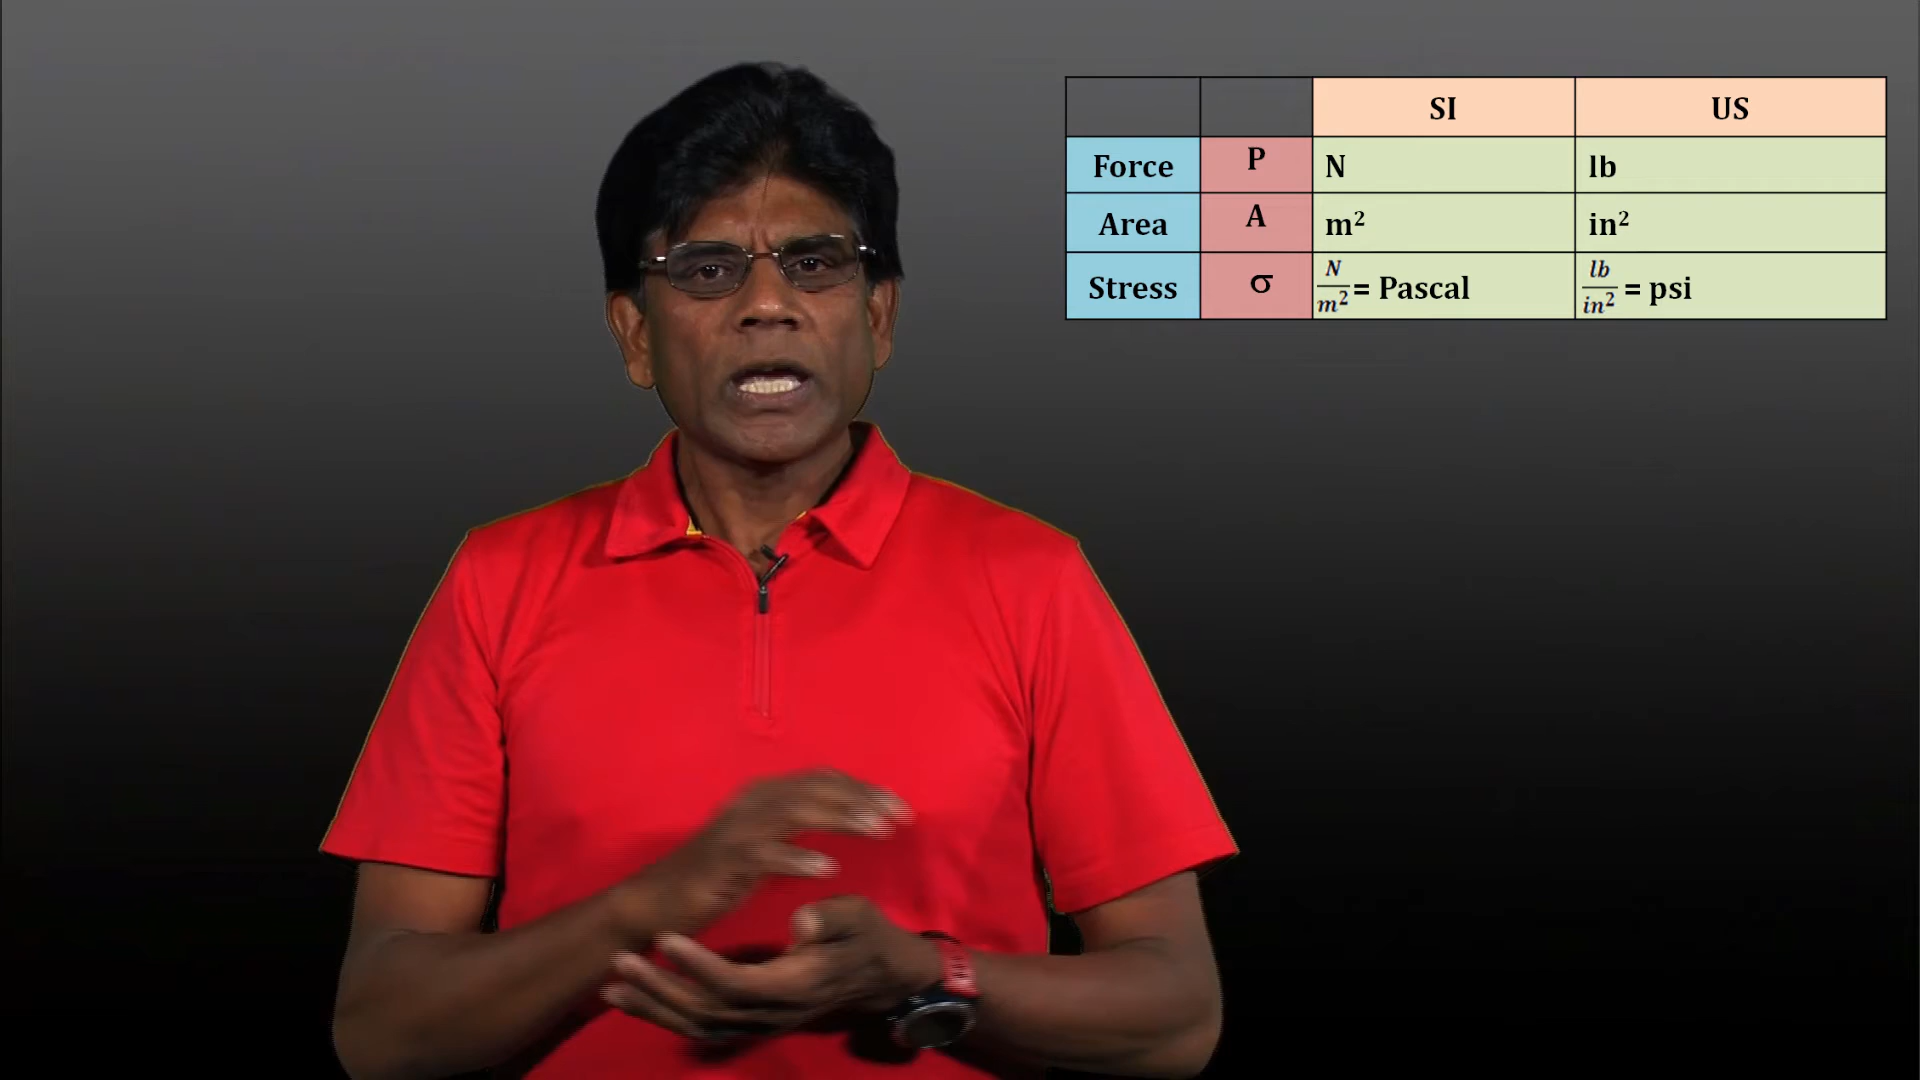 SI US
Force P N lb
Area A m² in²
Stress σ N/m² = Pascal lb/in² = psi